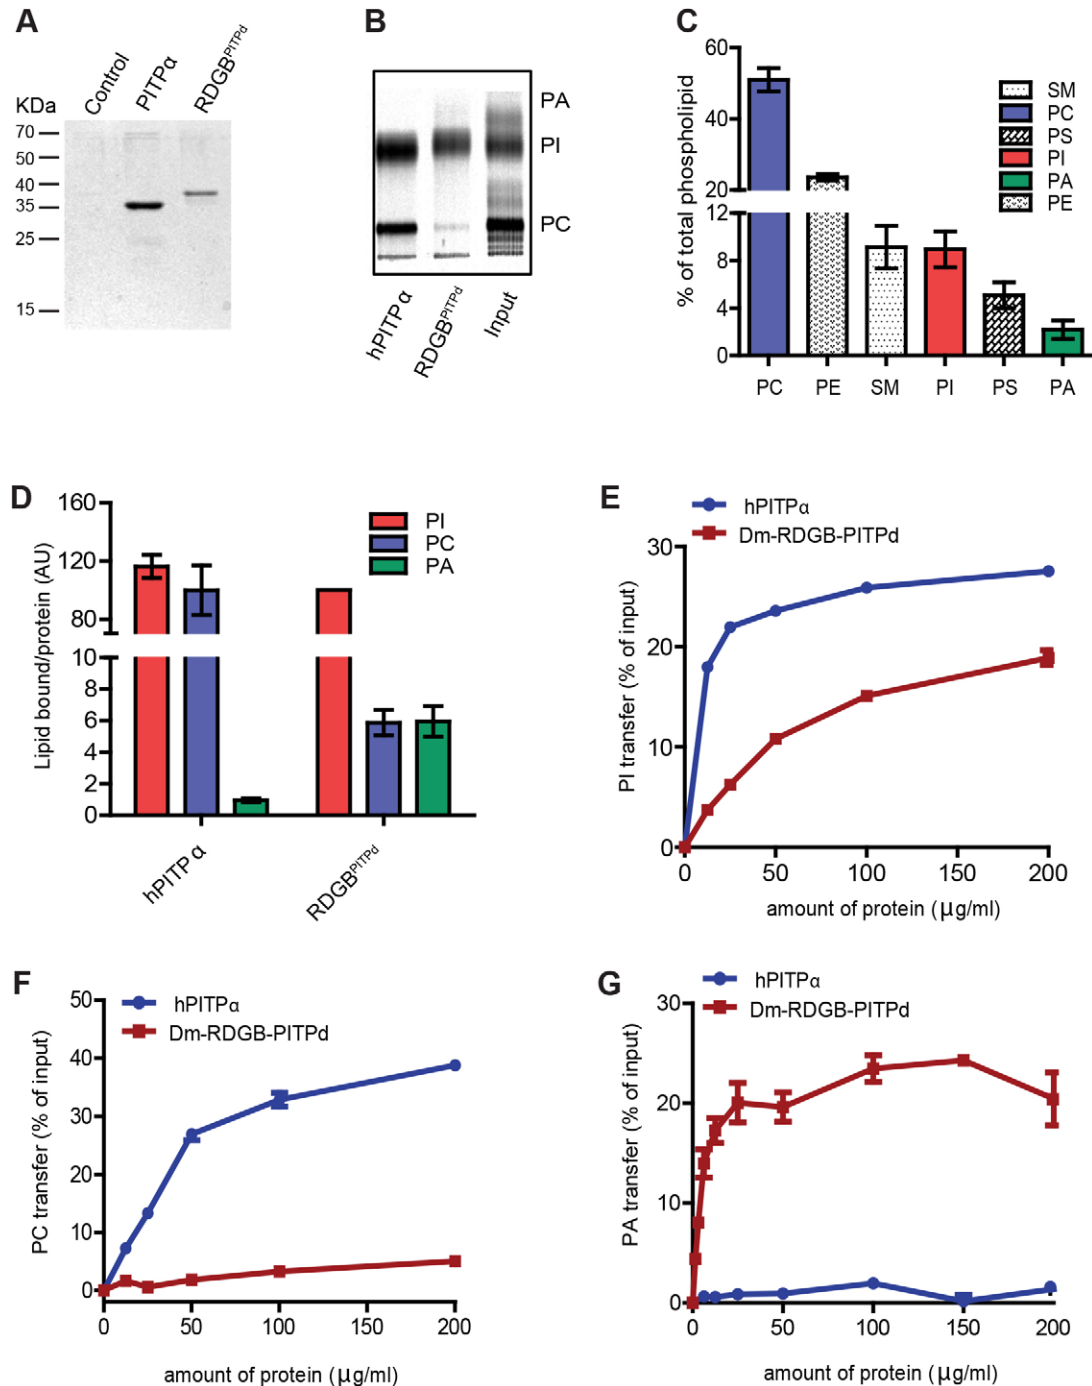 A
Control
PITPα
RDGB^PITPd
KDa
70
50
40
35
25
15
B
PA
PI
PC
hPITPα
RDGB^PITPd
Input
C
% of total phospholipid
60
40
20
12
8
4
0
PC
PE
SM
PI
PS
PA
SM
PC
PS
PI
PA
PE
D
Lipid bound/protein (AU)
160
120
80
10
8
6
4
2
0
PI
PC
PA
hPITPα
RDGB^PITPd
E
hPITPα
Dm-RDGB-PITPd
PI transfer (% of input)
30
20
10
0
0 50 100 150 200
amount of protein (μg/ml)
F
hPITPα
Dm-RDGB-PITPd
PC transfer (% of input)
50
40
30
20
10
0
0 50 100 150 200
amount of protein (μg/ml)
G
hPITPα
Dm-RDGB-PITPd
PA transfer (% of input)
30
20
10
0
0 50 100 150 200
amount of protein (μg/ml)